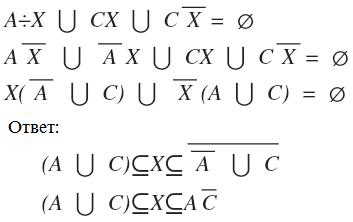 A÷X ⋃ CX ⋃ C X̅ = ∅
A X̅ ⋃ A̅ X ⋃ CX ⋃ C X̅ = ∅
X( A̅ ⋃ C) ⋃ X̅ (A ⋃ C) = ∅
Ответ:
(A ⋃ C)⊆X⊆ A̅̅ ̅⋃̅ ̅C̅
(A ⋃ C)⊆X⊆A C̅